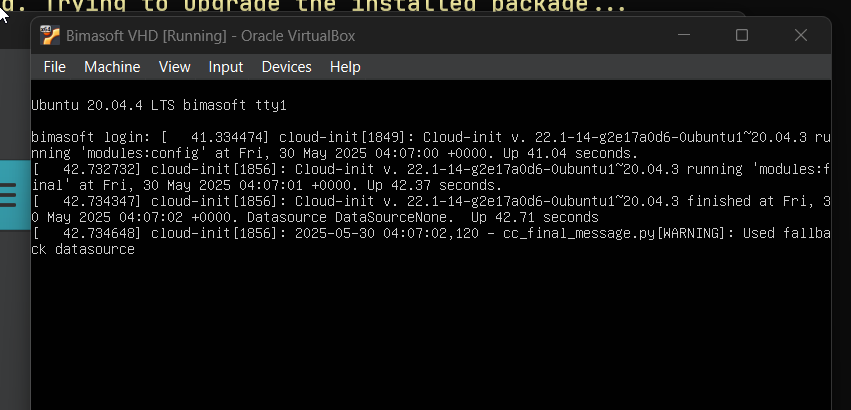 d. Trying to upgrade the installed package...
Bimasoft VHD [Running] - Oracle VirtualBox
File Machine View Input Devices Help
Ubuntu 20.04.4 LTS bimasoft tty1
bimasoft login: [   41.334474] cloud-init[1849]: Cloud-init v. 22.1-14-g2e17a0d6-0ubuntu1~20.04.3 ru
nning 'modules:config' at Fri, 30 May 2025 04:07:00 +0000. Up 41.04 seconds.
[   42.732732] cloud-init[1856]: Cloud-init v. 22.1-14-g2e17a0d6-0ubuntu1~20.04.3 running 'modules:f
inal' at Fri, 30 May 2025 04:07:01 +0000. Up 42.37 seconds.
[   42.734347] cloud-init[1856]: Cloud-init v. 22.1-14-g2e17a0d6-0ubuntu1~20.04.3 finished at Fri, 3
0 May 2025 04:07:02 +0000. Datasource DataSourceNone.  Up 42.71 seconds
[   42.734648] cloud-init[1856]: 2025-05-30 04:07:02,120 - cc_final_message.py[WARNING]: Used fallba
ck datasource